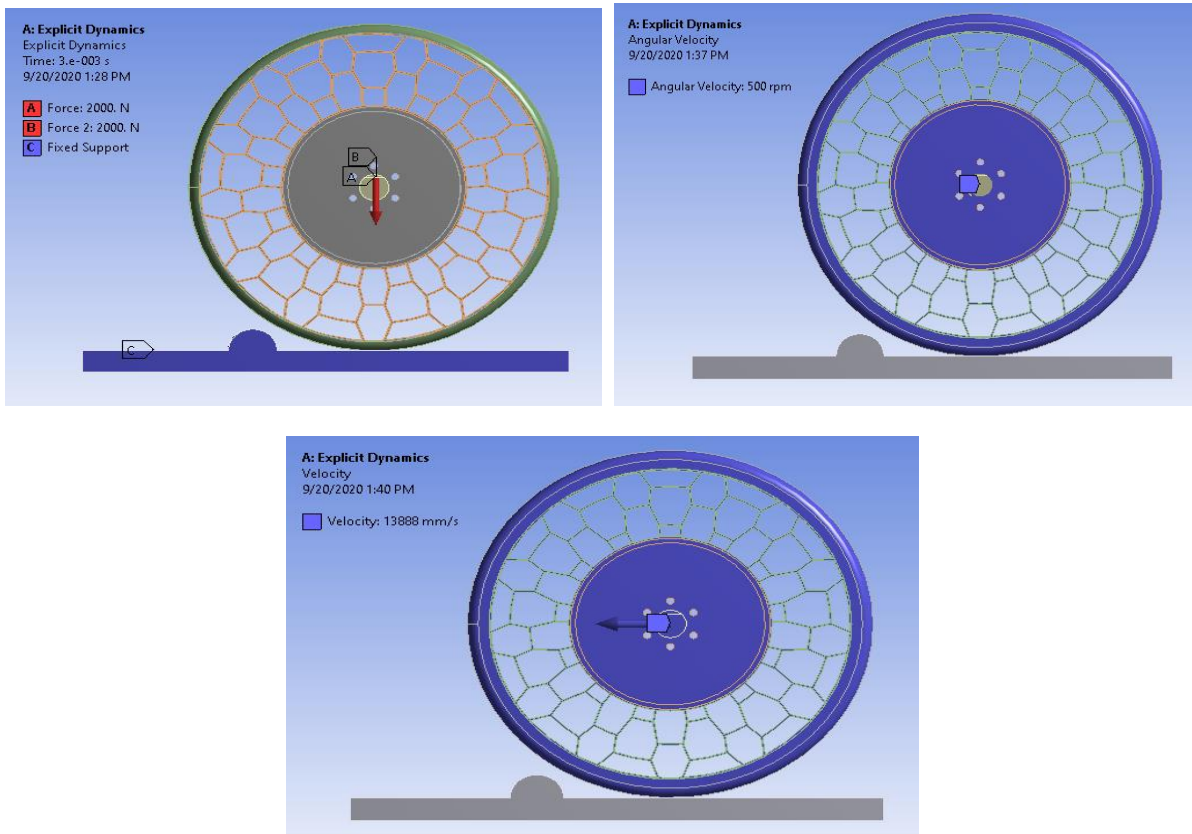 A: Explicit Dynamics
Explicit Dynamics
Time: 3.e-003 s
9/20/2020 1:28 PM
A Force: 2000. N
B Force 2: 2000. N
C Fixed Support
B
A
C
A: Explicit Dynamics
Angular Velocity
9/20/2020 1:37 PM
Angular Velocity: 500 rpm
A: Explicit Dynamics
Velocity
9/20/2020 1:40 PM
Velocity: 13888 mm/s